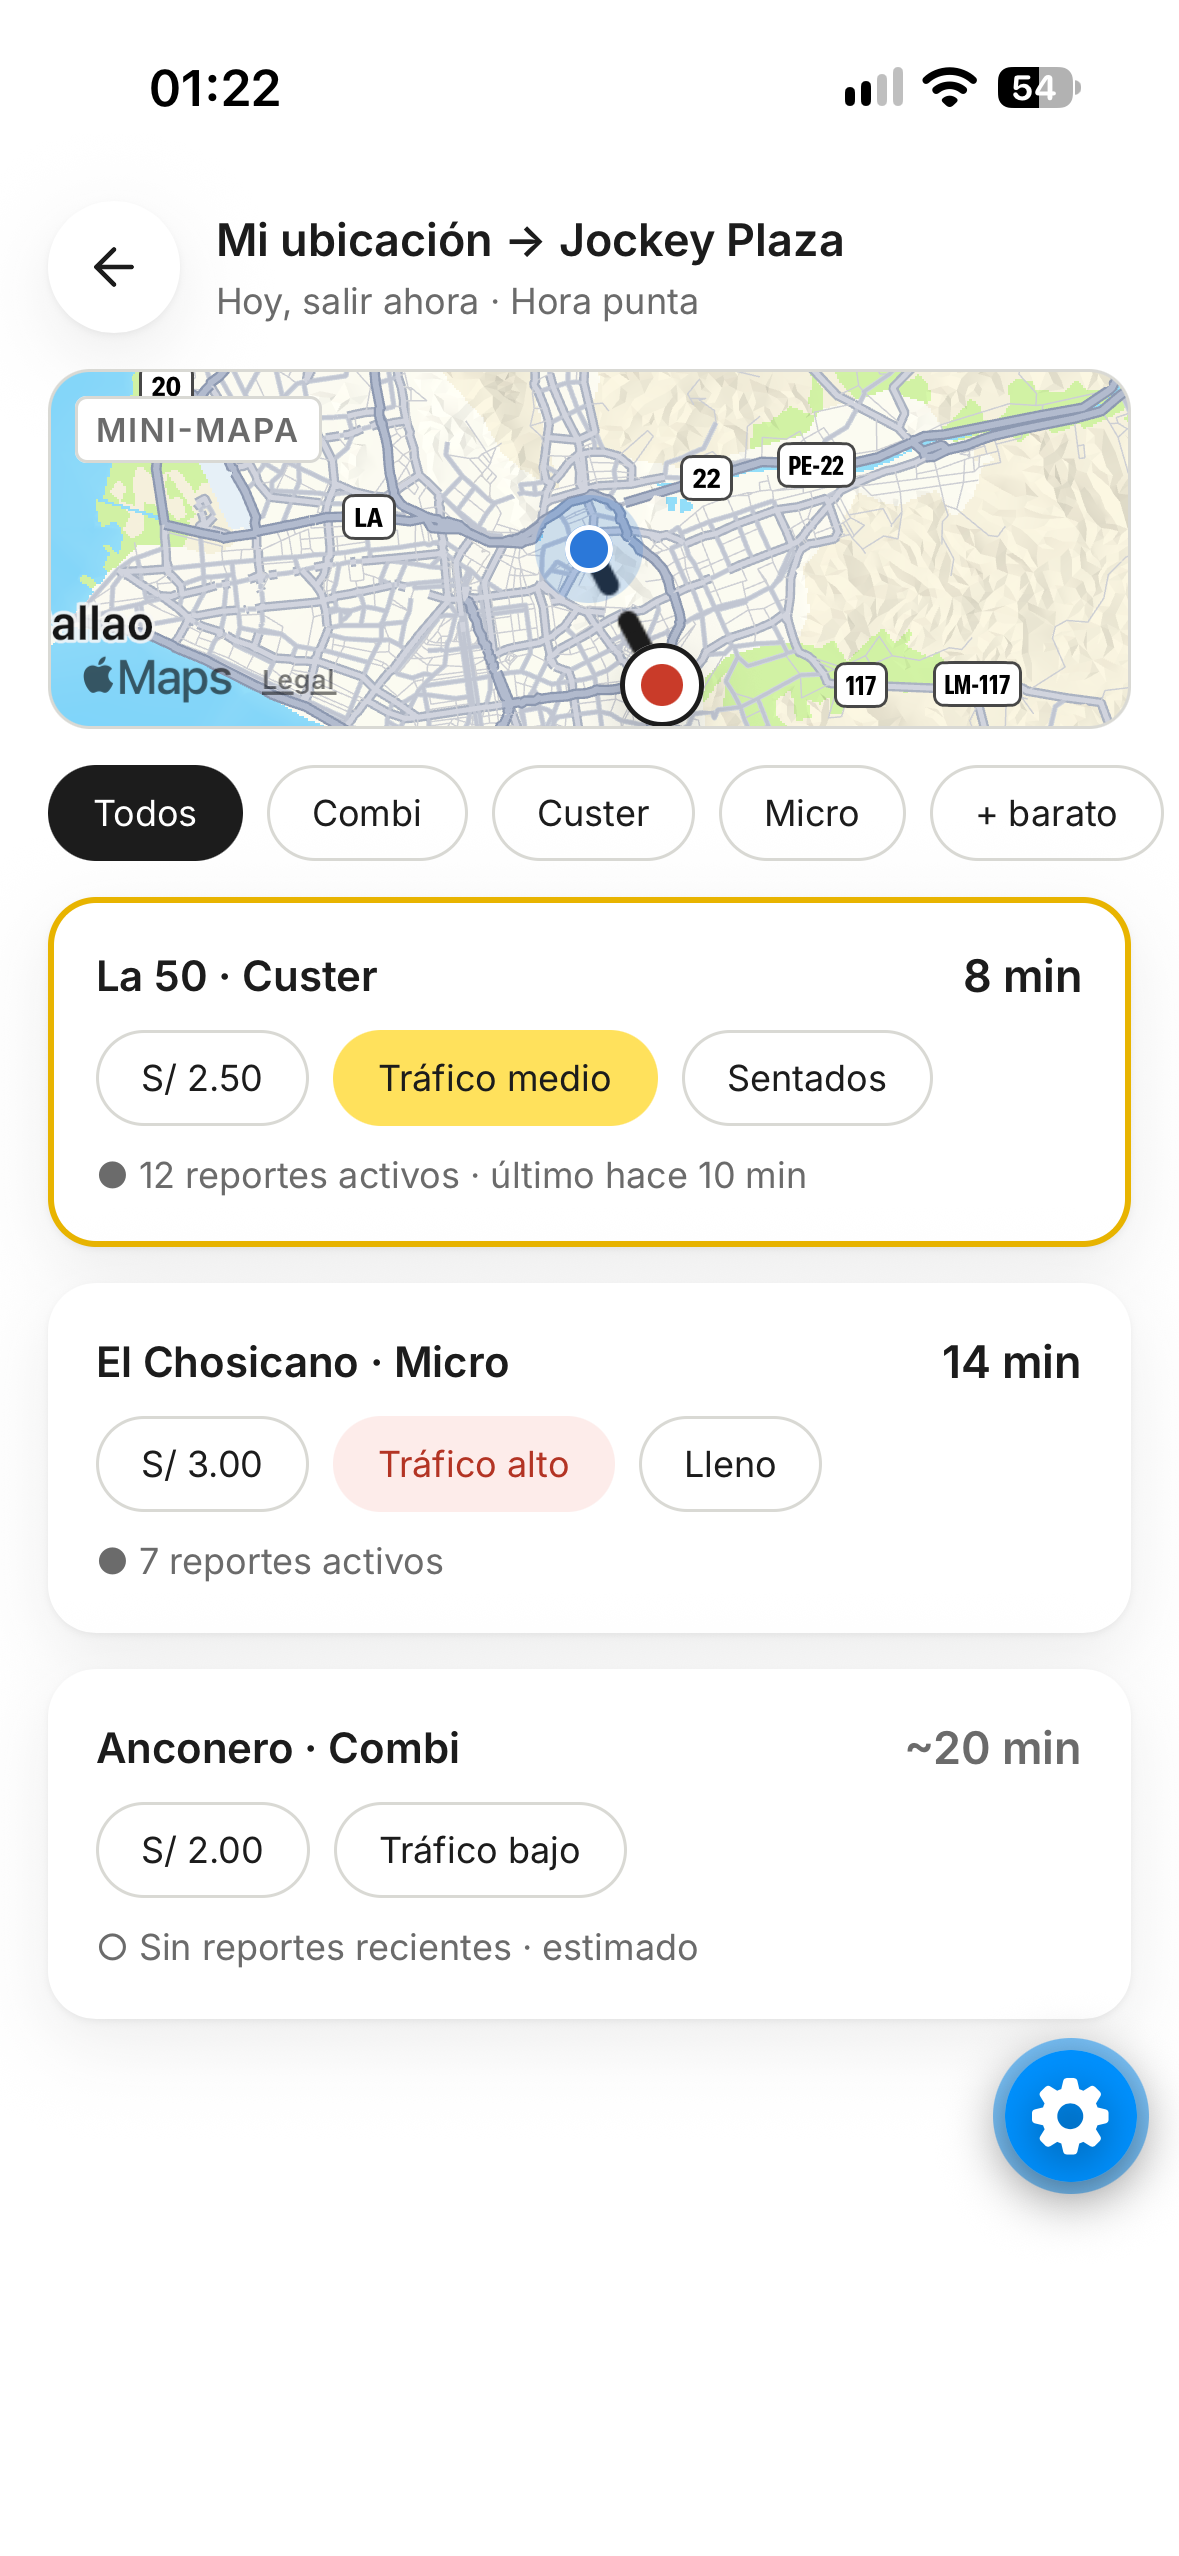 01:22
54
Mi ubicación → Jockey Plaza
Hoy, salir ahora · Hora punta
20
MINI-MAPA
22
PE-22
LA
allao
Maps Legal
117
LM-117
Todos
Combi
Custer
Micro
+ barato
La 50 · Custer
8 min
S/ 2.50
Tráfico medio
Sentados
12 reportes activos · último hace 10 min
El Chosicano · Micro
14 min
S/ 3.00
Tráfico alto
Lleno
7 reportes activos
Anconero · Combi
~20 min
S/ 2.00
Tráfico bajo
Sin reportes recientes · estimado